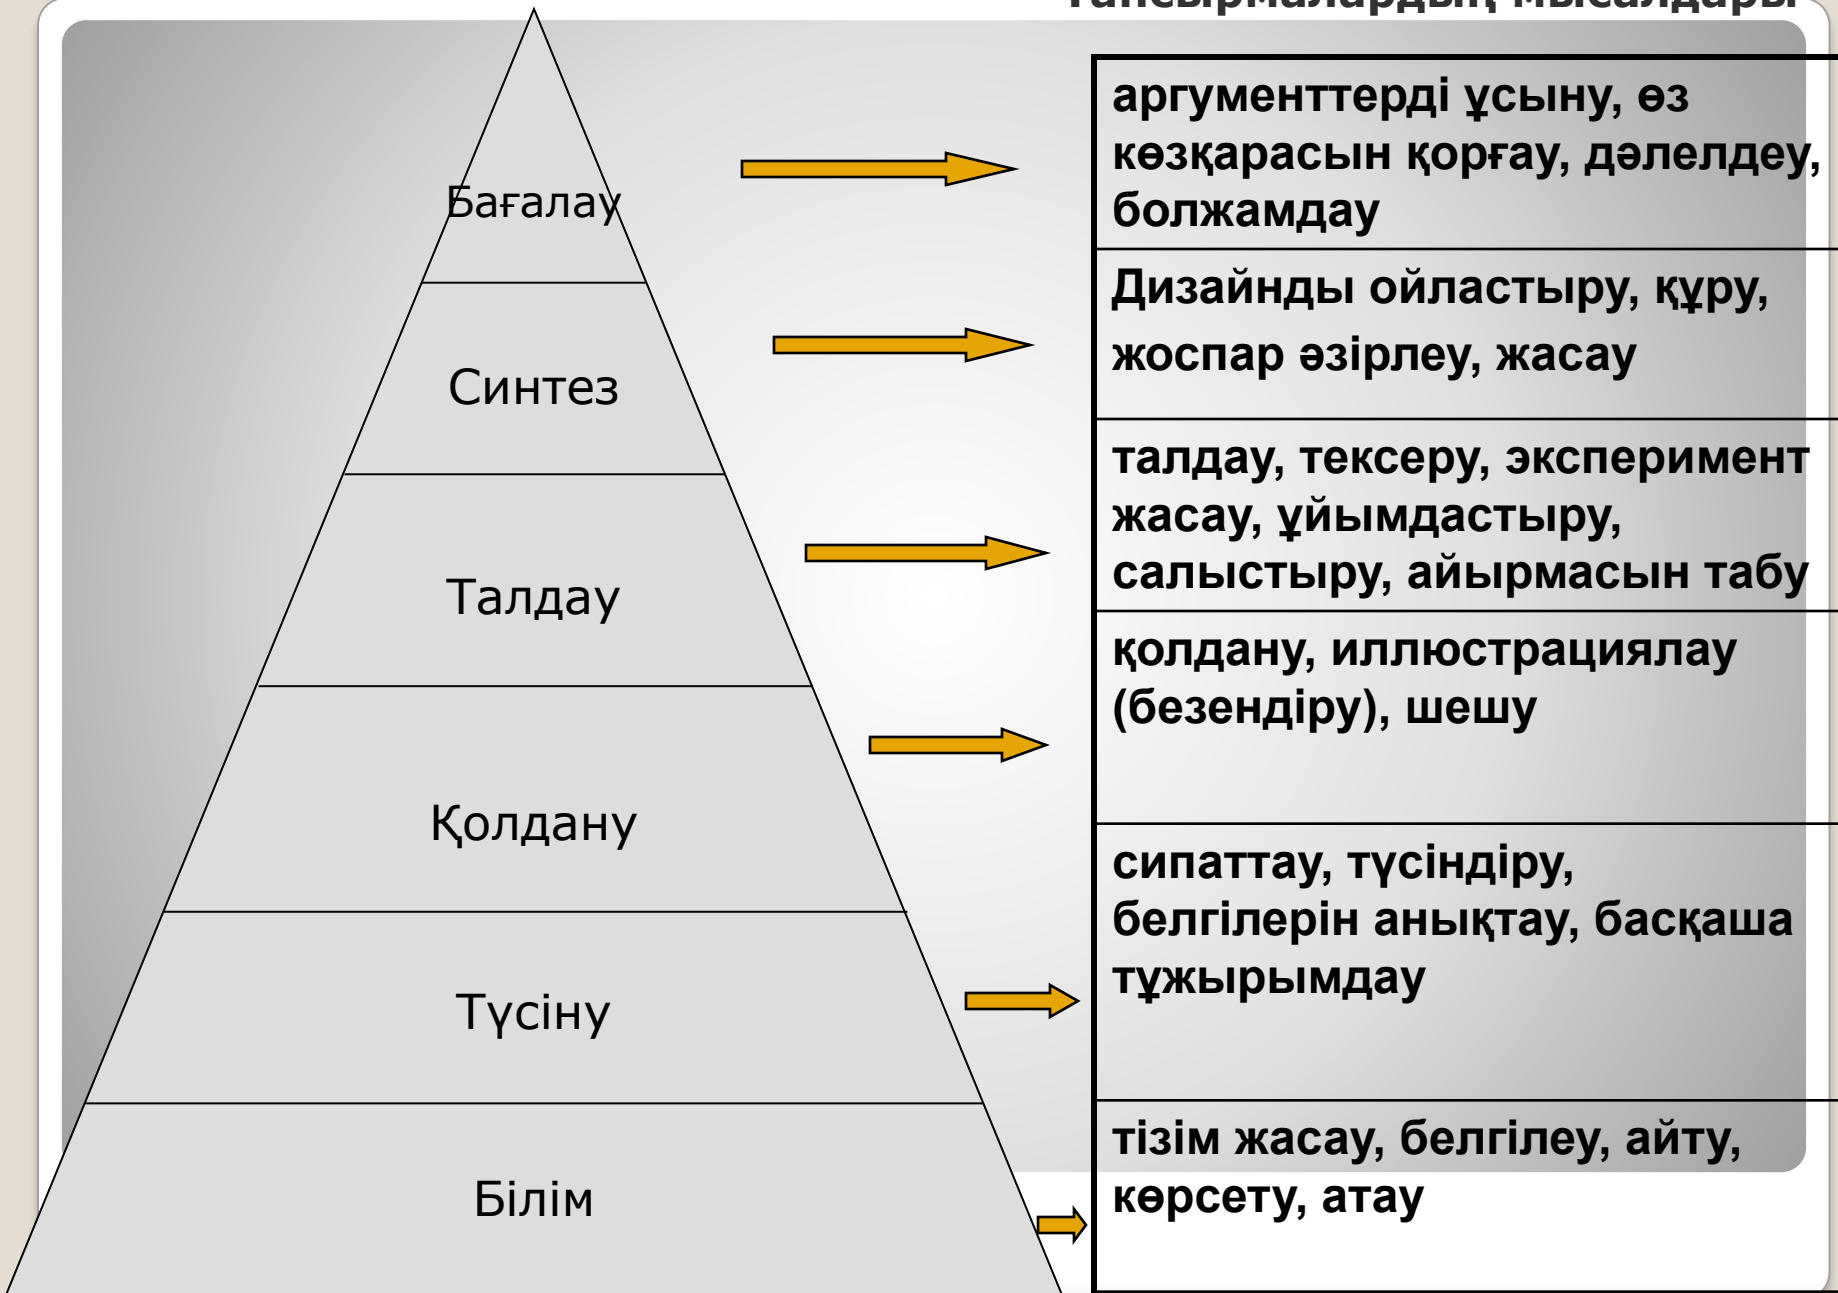 Тапсырмалардың мысалдары
Бағалау
аргументтерді ұсыну, өз
көзқарасын қорғау, дәлелдеу,
болжамдау
Синтез
Дизайнды ойластыру, құру,
жоспар әзірлеу, жасау
Талдау
талдау, тексеру, эксперимент
жасау, ұйымдастыру,
салыстыру, айырмасын табу
Қолдану
қолдану, иллюстрациялау
(безендіру), шешу
Түсіну
сипаттау, түсіндіру,
белгілерін анықтау, басқаша
тұжырымдау
Білім
тізім жасау, белгілеу, айту,
көрсету, атау